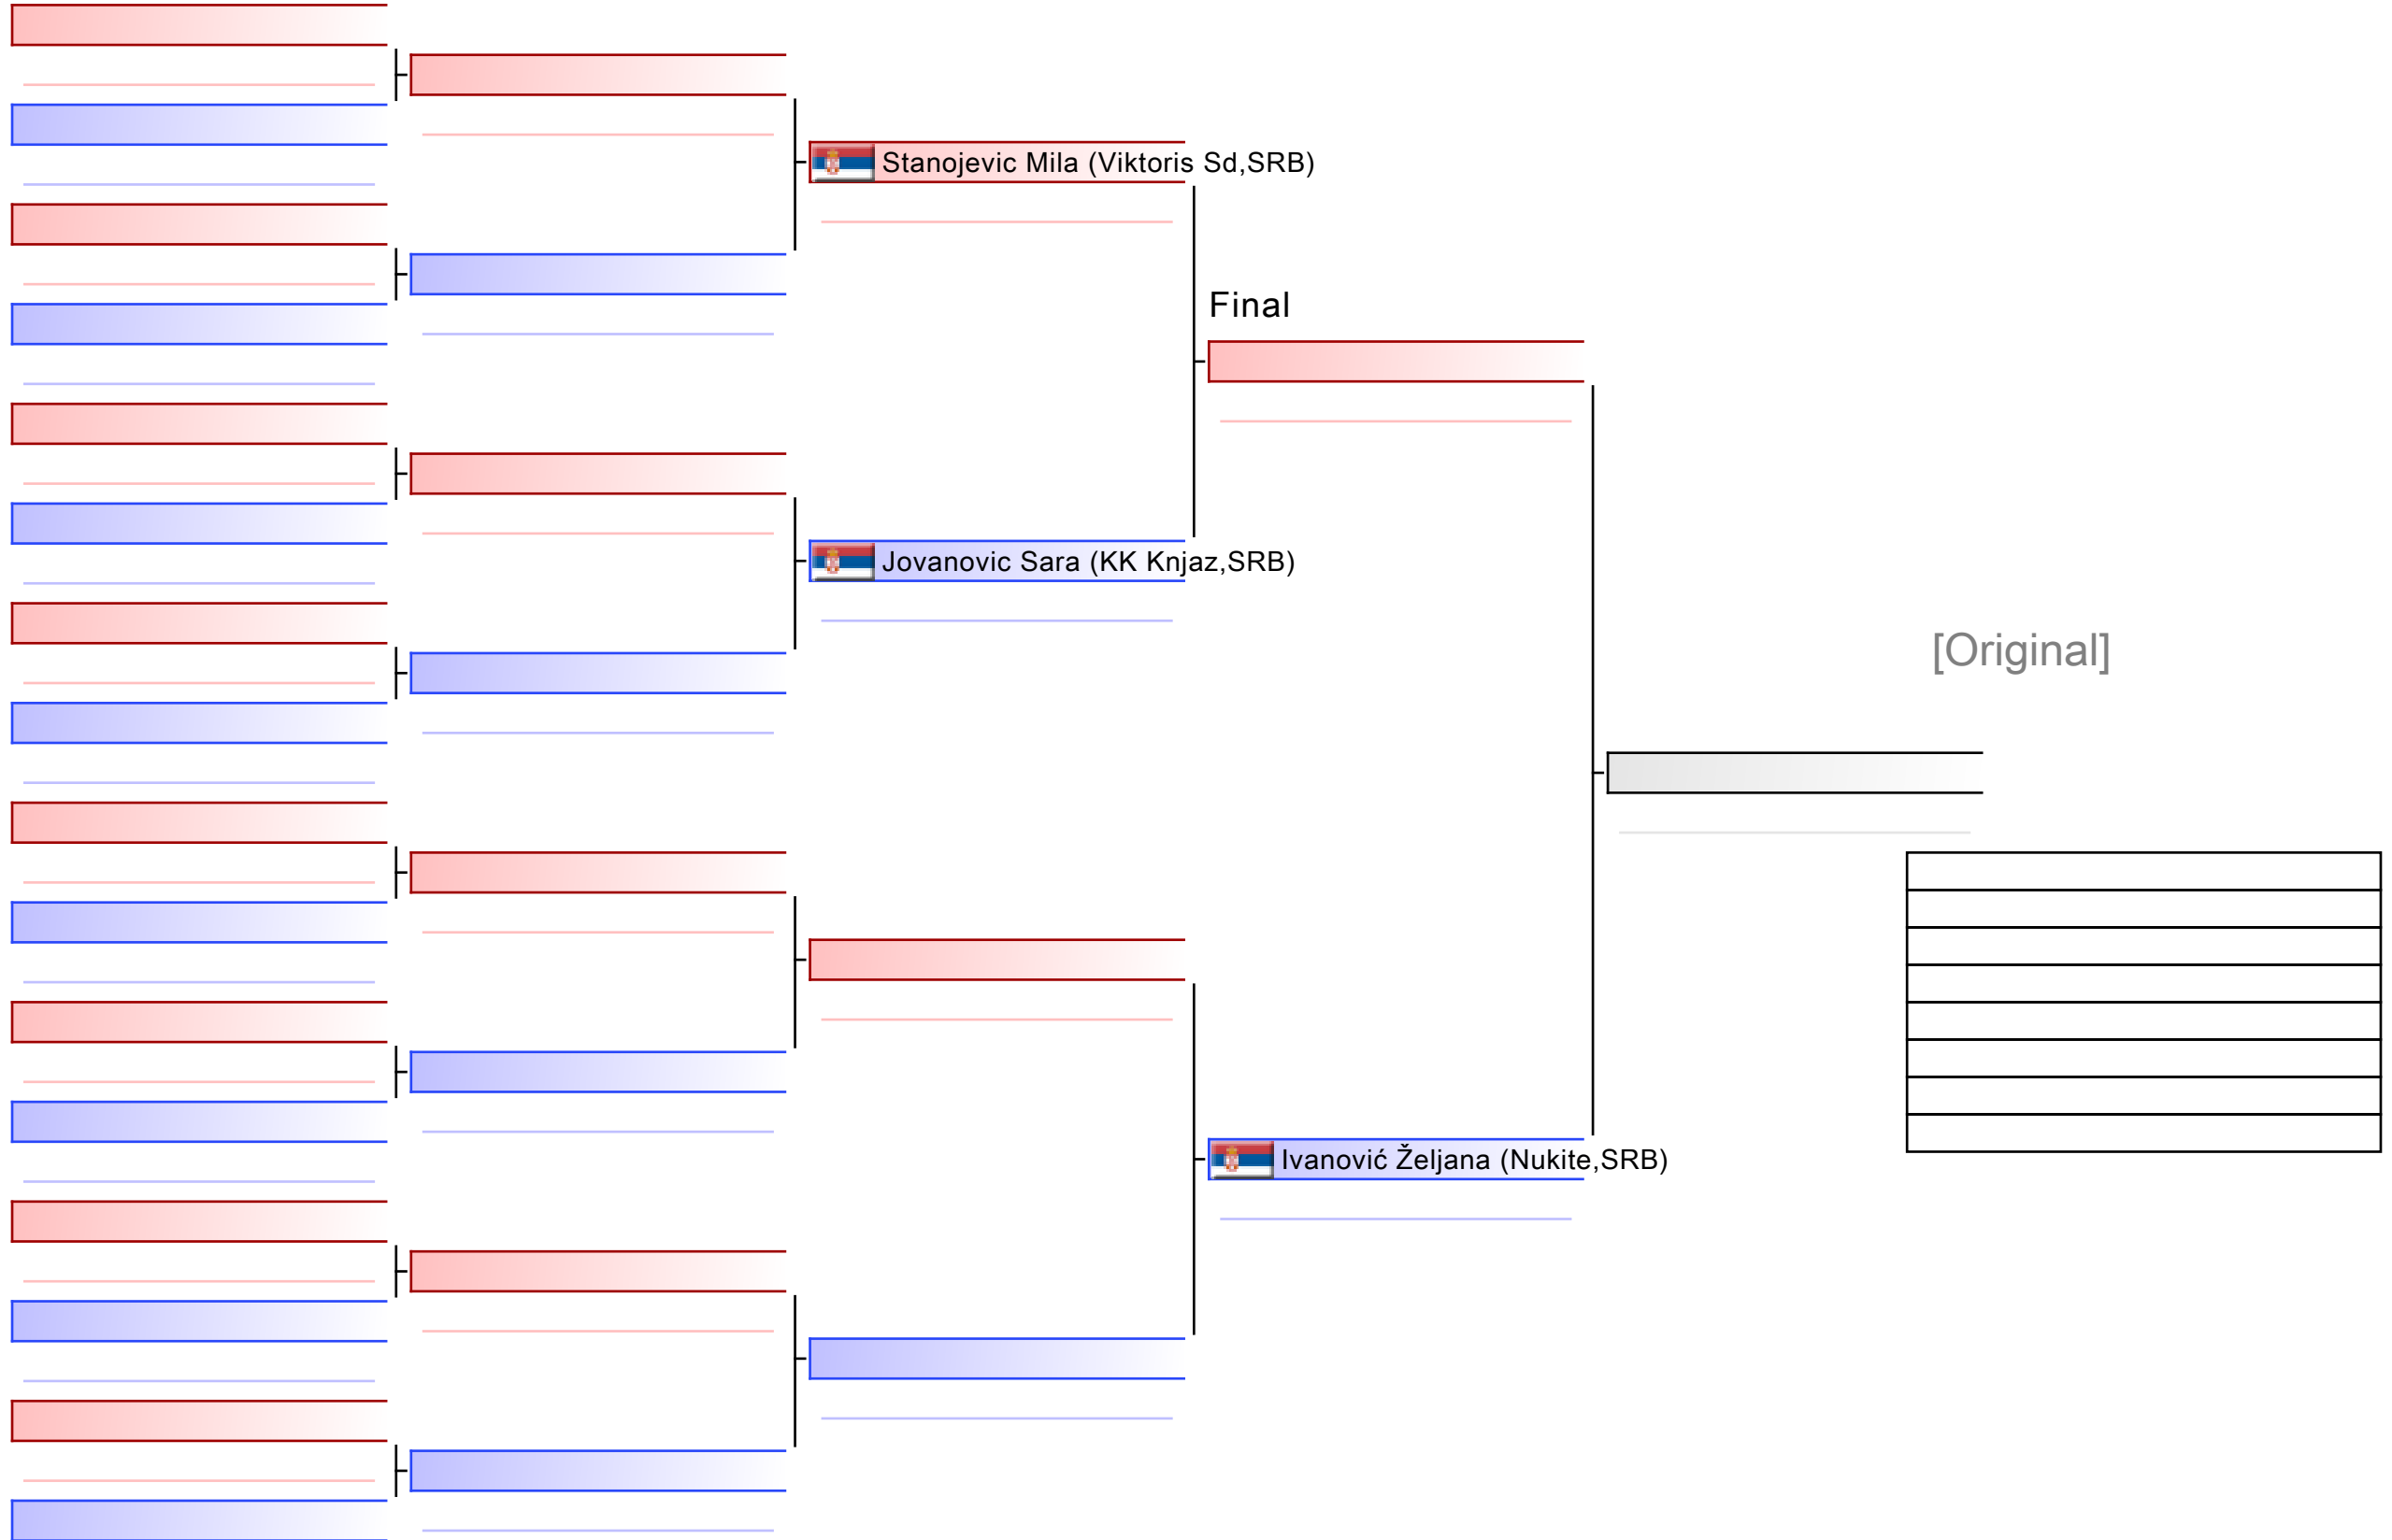 Stanojevic Mila (Viktoris Sd,SRB)
Final
Jovanovic Sara (KK Knjaz,SRB)
[Original]
Ivanović Željana (Nukite,SRB)